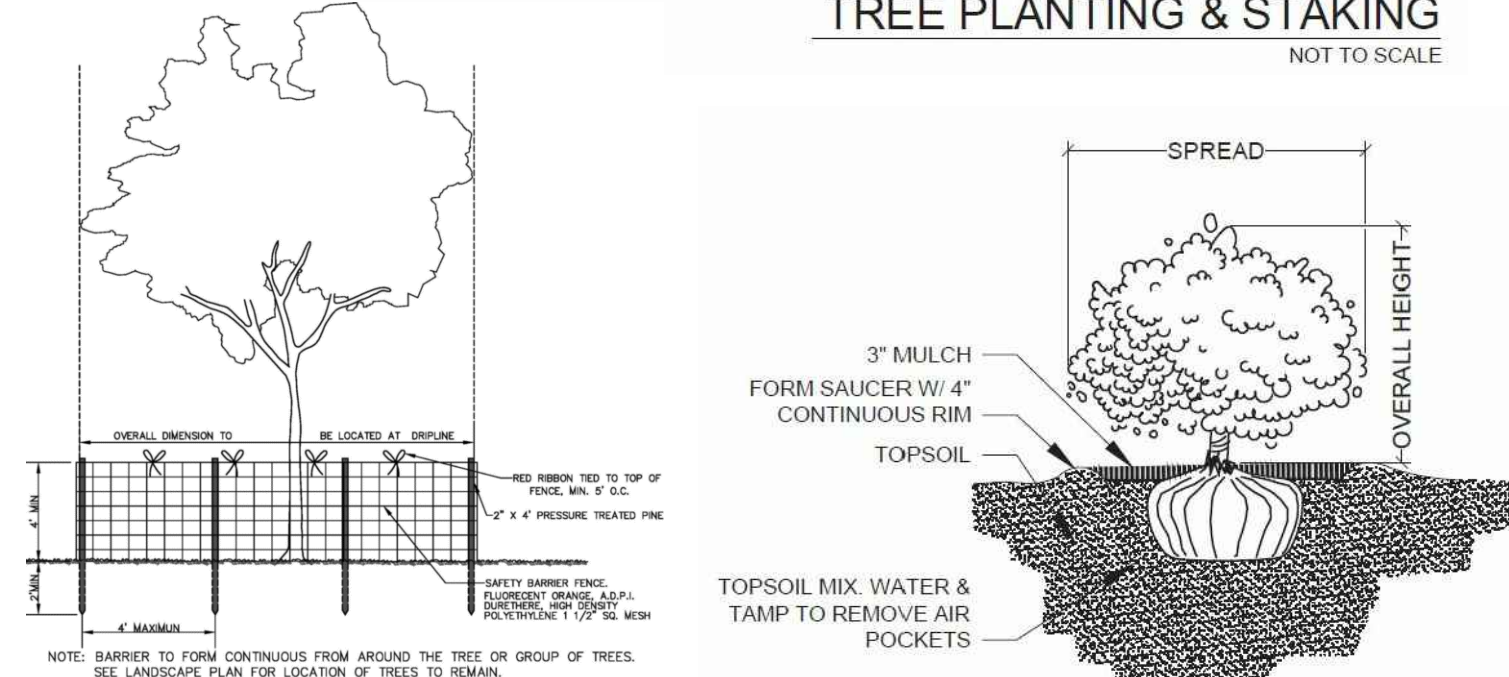 TREE PLANTING & STAKING
NOT TO SCALE
OVERALL DIMENSION TO BE LOCATED AT DRIPLINE
RED RIBBON TIED TO TOP OF
FENCE, MIN. 5' O.C.
2" X 4' PRESSURE TREATED PINE
4' MIN
2'MIN
SAFETY BARRIER FENCE.
FLUORECENT ORANGE, A.D.P.I.
DURETHERE, HIGH DENSITY
POLYETHYLENE 1 1/2" SQ. MESH
4' MAXIMUN
NOTE: BARRIER TO FORM CONTINUOUS FROM AROUND THE TREE OR GROUP OF TREES.
SEE LANDSCAPE PLAN FOR LOCATION OF TREES TO REMAIN.
SPREAD
OVERALL HEIGHT
3" MULCH
FORM SAUCER W/ 4"
CONTINUOUS RIM
TOPSOIL
TOPSOIL MIX. WATER &
TAMP TO REMOVE AIR
POCKETS